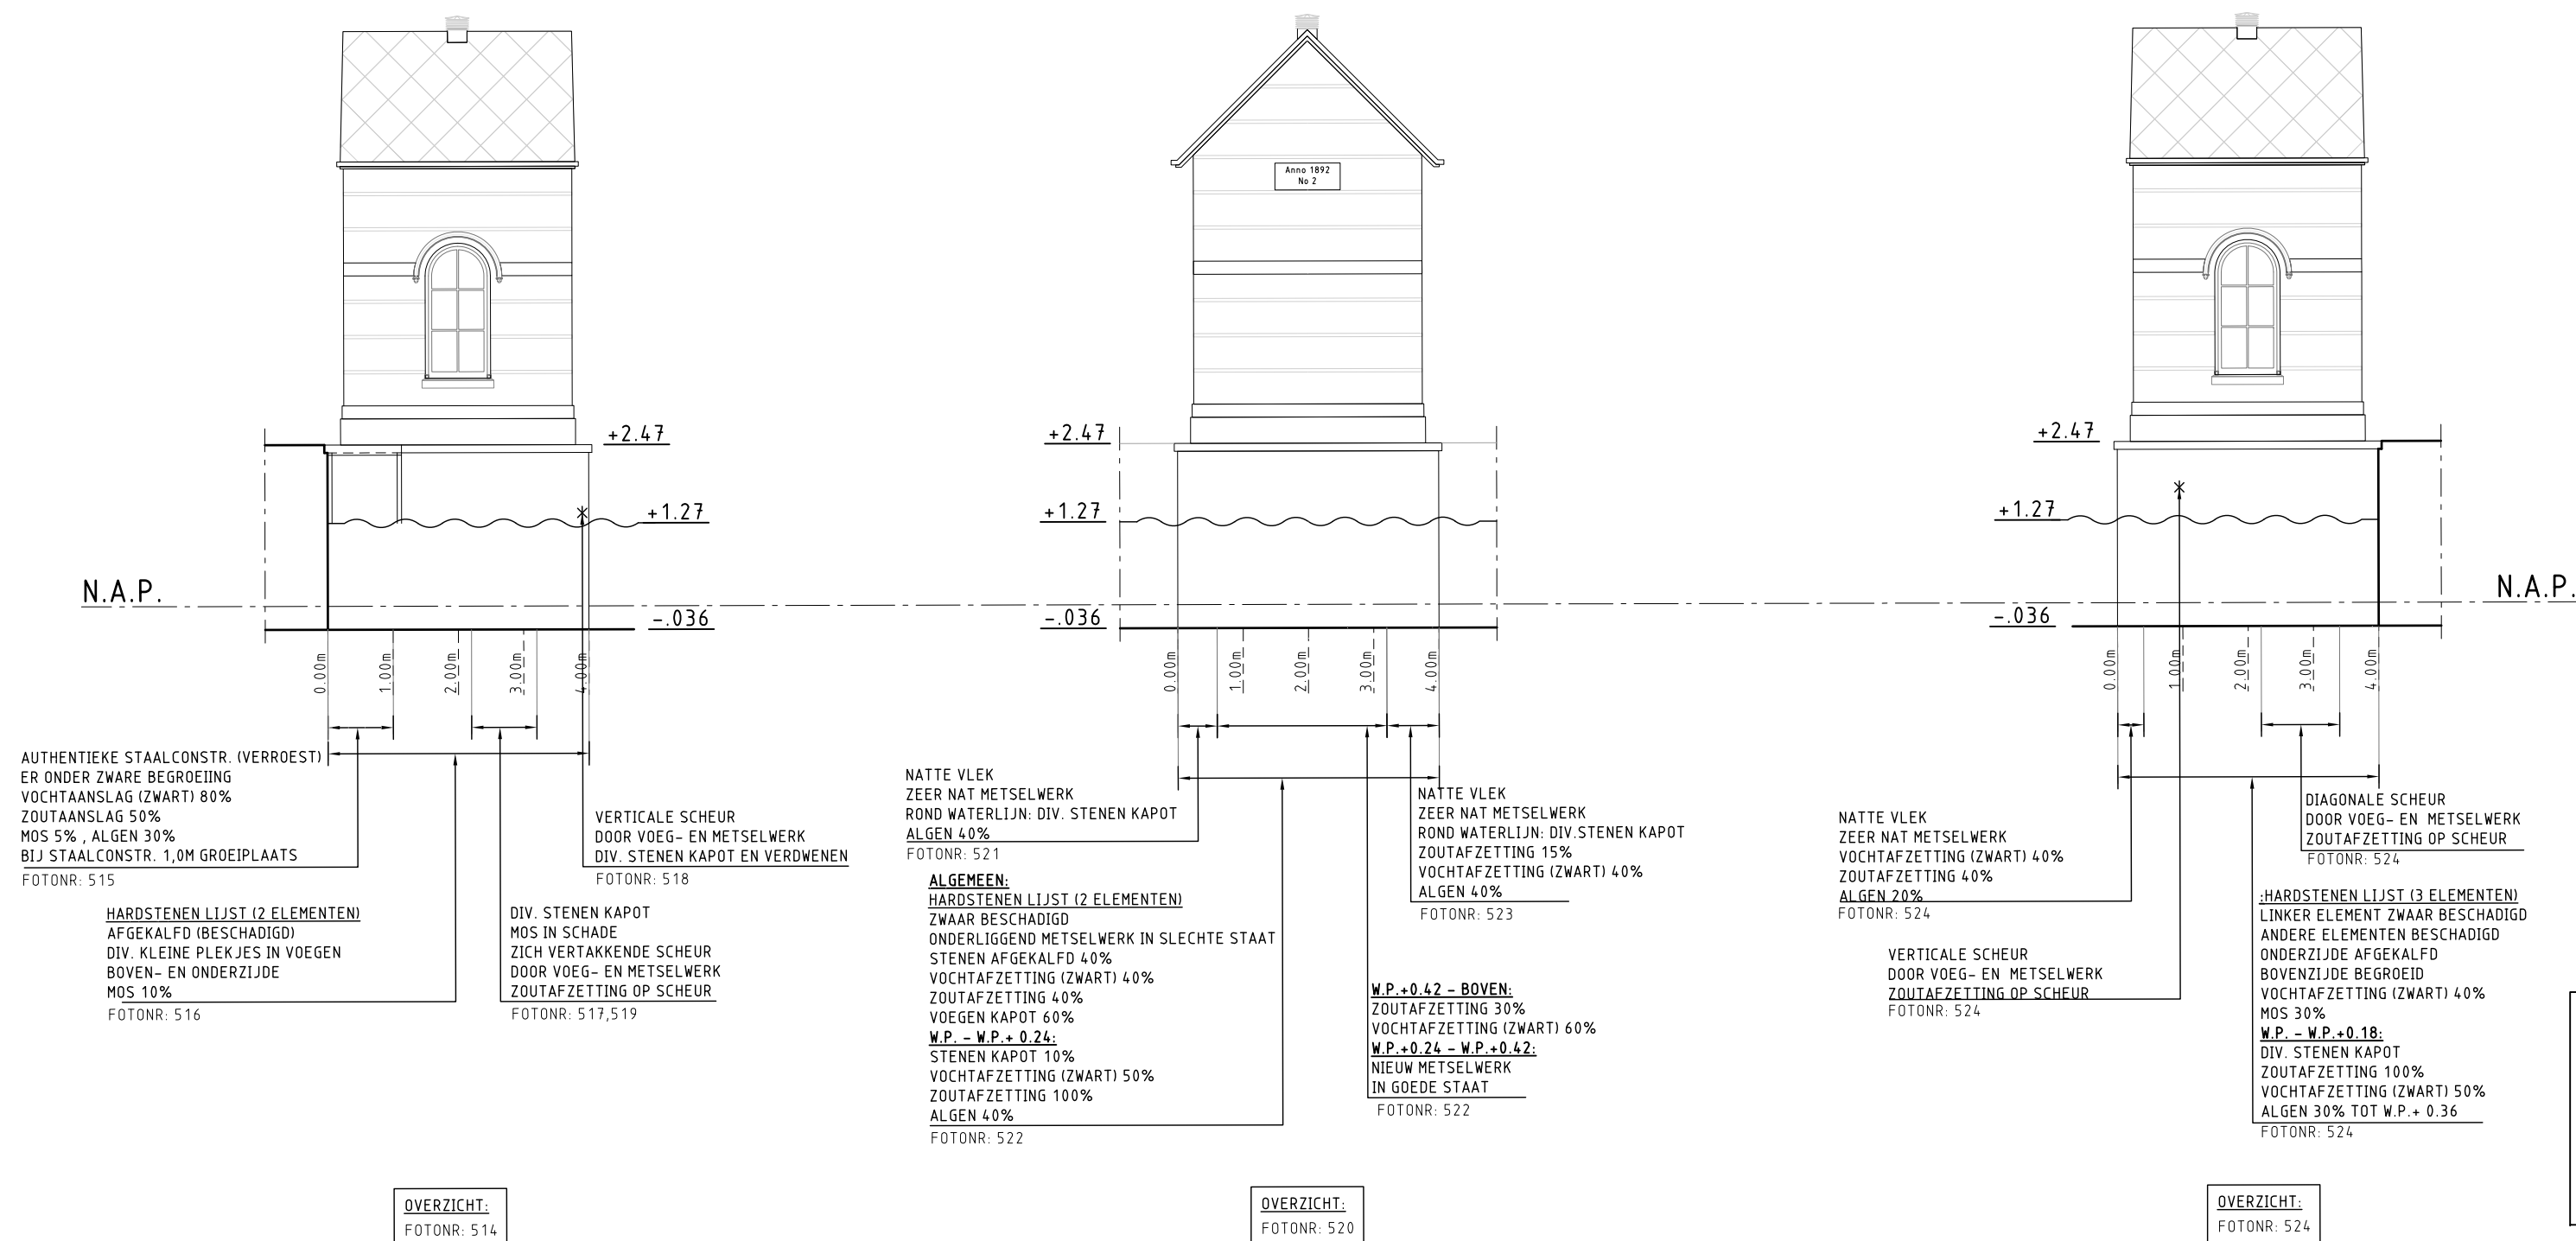 Anno 1892
No 2
+2.47
+1.27
N.A.P.
-.036
0.00m
1.00m
2.00m
3.00m
4.00m
AUTHENTIEKE STAALCONSTR. (VERROEST)
ER ONDER ZWARE BEGROEIING
VOCHTAANSLAG (ZWART) 80%
ZOUTAANSLAG 50%
MOS 5% , ALGEN 30%
BIJ STAALCONSTR. 1,0M GROEIPLAATS
FOTONR: 515
HARDSTENEN LIJST (2 ELEMENTEN)
AFGEKALFD (BESCHADIGD)
DIV. KLEINE PLEKJES IN VOEGEN
BOVEN- EN ONDERZIJDE
MOS 10%
FOTONR: 516
VERTICALE SCHEUR
DOOR VOEG- EN METSELWERK
DIV. STENEN KAPOT EN VERDWENEN
FOTONR: 518
DIV. STENEN KAPOT
MOS IN SCHADE
ZICH VERTAKKENDE SCHEUR
DOOR VOEG- EN METSELWERK
ZOUTAFZETTING OP SCHEUR
FOTONR: 517,519
OVERZICHT:
FOTONR: 514
+2.47
+1.27
-.036
0.00m
1.00m
2.00m
3.00m
4.00m
NATTE VLEK
ZEER NAT METSELWERK
ROND WATERLIJN: DIV. STENEN KAPOT
ALGEN 40%
FOTONR: 521
ALGEMEEN:
HARDSTENEN LIJST (2 ELEMENTEN)
ZWAAR BESCHADIGD
ONDERLIGGEND METSELWERK IN SLECHTE STAAT
STENEN AFGEKALFD 40%
VOCHTAFZETTING (ZWART) 40%
ZOUTAFZETTING 40%
VOEGEN KAPOT 60%
W.P. - W.P.+ 0.24:
STENEN KAPOT 10%
VOCHTAFZETTING (ZWART) 50%
ZOUTAFZETTING 100%
ALGEN 40%
FOTONR: 522
NATTE VLEK
ZEER NAT METSELWERK
ROND WATERLIJN: DIV.STENEN KAPOT
ZOUTAFZETTING 15%
VOCHTAFZETTING (ZWART) 40%
ALGEN 40%
FOTONR: 523
W.P.+0.42 - BOVEN:
ZOUTAFZETTING 30%
VOCHTAFZETTING (ZWART) 60%
W.P.+0.24 - W.P.+0.42:
NIEUW METSELWERK
IN GOEDE STAAT
FOTONR: 522
OVERZICHT:
FOTONR: 520
+2.47
+1.27
N.A.P.
-.036
0.00m
1.00m
2.00m
3.00m
4.00m
NATTE VLEK
ZEER NAT METSELWERK
VOCHTAFZETTING (ZWART) 40%
ZOUTAFZETTING 40%
ALGEN 20%
FOTONR: 524
VERTICALE SCHEUR
DOOR VOEG- EN METSELWERK
ZOUTAFZETTING OP SCHEUR
FOTONR: 524
DIAGONALE SCHEUR
DOOR VOEG- EN METSELWERK
ZOUTAFZETTING OP SCHEUR
FOTONR: 524
:HARDSTENEN LIJST (3 ELEMENTEN)
LINKER ELEMENT ZWAAR BESCHADIGD
ANDERE ELEMENTEN BESCHADIGD
ONDERZIJDE AFGEKALFD
BOVENZIJDE BEGROEID
VOCHTAFZETTING (ZWART) 40%
MOS 30%
W.P. - W.P.+0.18:
DIV. STENEN KAPOT
ZOUTAFZETTING 100%
VOCHTAFZETTING (ZWART) 50%
ALGEN 30% TOT W.P.+ 0.36
FOTONR: 524
OVERZICHT:
FOTONR: 524